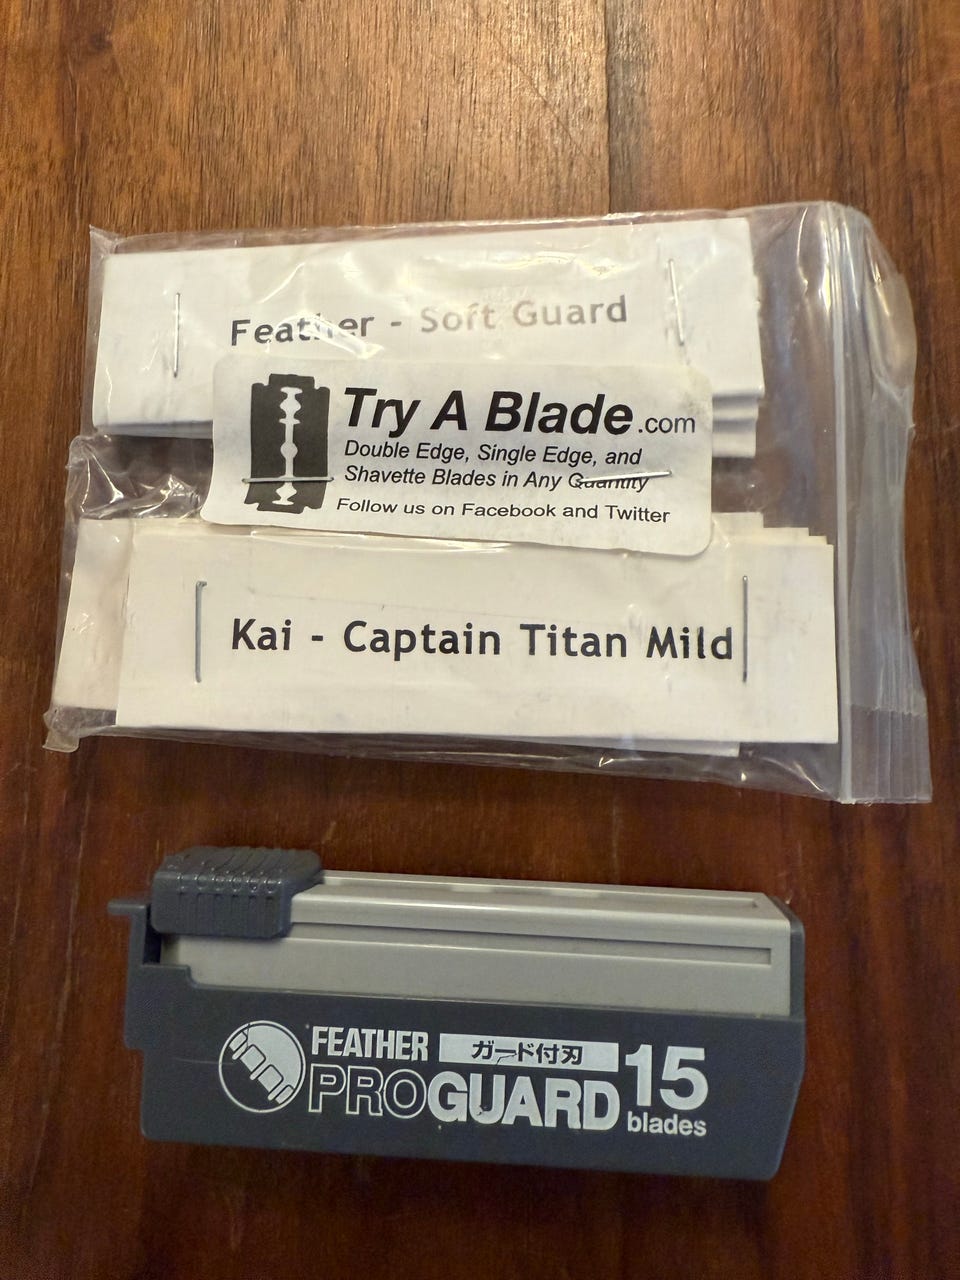 Feather - Soft Guard
Try A Blade.com
Double Edge, Single Edge, and
Shavette Blades in Any Quantity
Follow us on Facebook and Twitter
Kai - Captain Titan Mild
FEATHER ガード付刃
PROGUARD 15
blades